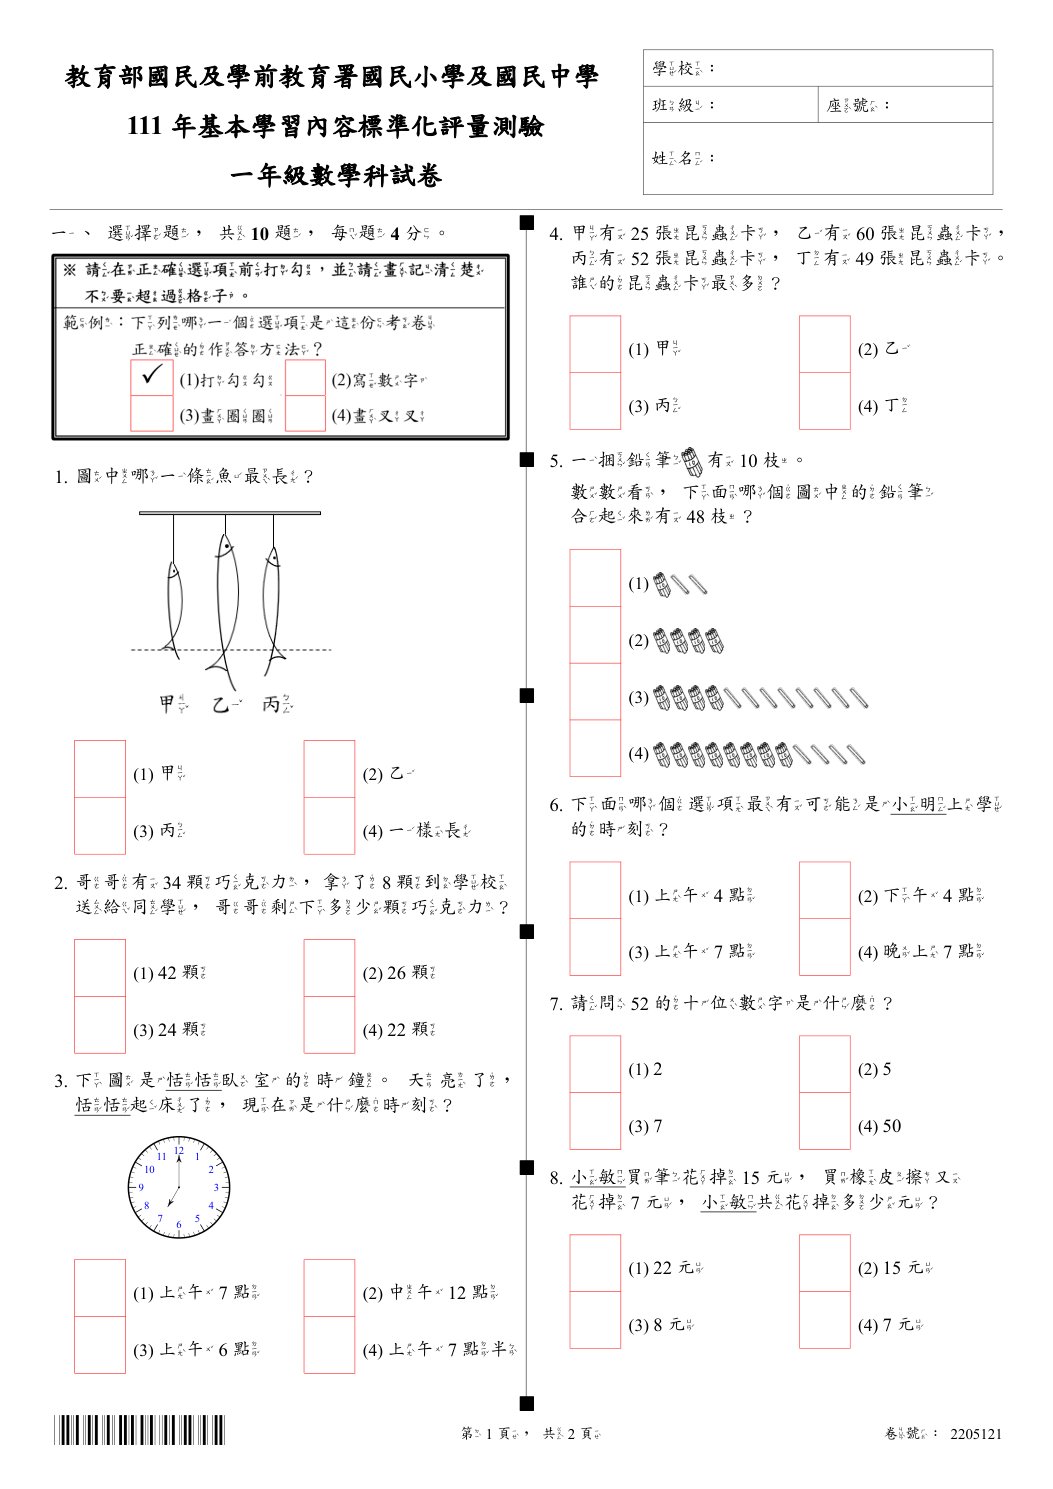 教育部國民及學前教育署國民小學及國民中學
111 年基本學習內容標準化評量測驗
一年級數學科試卷
學校：
班級：
座號：
姓名：
一、 選擇題， 共 10 題， 每題 4 分。
※ 請在正確選項前打勾，並請畫記清楚
不要超過格子。
範例：下列哪一個選項是這份考卷
正確的作答方法？
✓ (1)打勾勾 (2)寫數字
(3)畫圈圈 (4)畫叉叉
1. 圖中哪一條魚最長？
甲 乙 丙
(1) 甲 (2) 乙
(3) 丙 (4) 一樣長
2. 哥哥有 34 顆巧克力， 拿了 8 顆到學校
送給同學， 哥哥剩下多少顆巧克力？
(1) 42 顆 (2) 26 顆
(3) 24 顆 (4) 22 顆
3. 下圖是恬恬臥室的時鐘。 天亮了，
恬恬起床了， 現在是什麼時刻？
12
11 1
10 2
9 3
8 4
7 5
6
(1) 上午 7 點 (2) 中午 12 點
(3) 上午 6 點 (4) 上午 7 點半
4. 甲有 25 張昆蟲卡， 乙有 60 張昆蟲卡，
丙有 52 張昆蟲卡， 丁有 49 張昆蟲卡。
誰的昆蟲卡最多？
(1) 甲 (2) 乙
(3) 丙 (4) 丁
5. 一捆鉛筆 有 10 枝。
數數看， 下面哪個圖中的鉛筆
合起來有 48 枝？
(1)
(2)
(3)
(4)
6. 下面哪個選項最有可能是小明上學
的時刻？
(1) 上午 4 點 (2) 下午 4 點
(3) 上午 7 點 (4) 晚上 7 點
7. 請問 52 的十位數字是什麼？
(1) 2 (2) 5
(3) 7 (4) 50
8. 小敏買筆花掉 15 元， 買橡皮擦又
花掉 7 元， 小敏共花掉多少元？
(1) 22 元 (2) 15 元
(3) 8 元 (4) 7 元
第 1 頁， 共 2 頁
卷號： 2205121